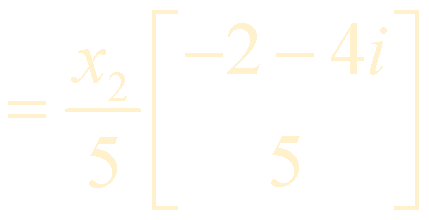 = x₂/5 [ −2 − 4i
5 ]